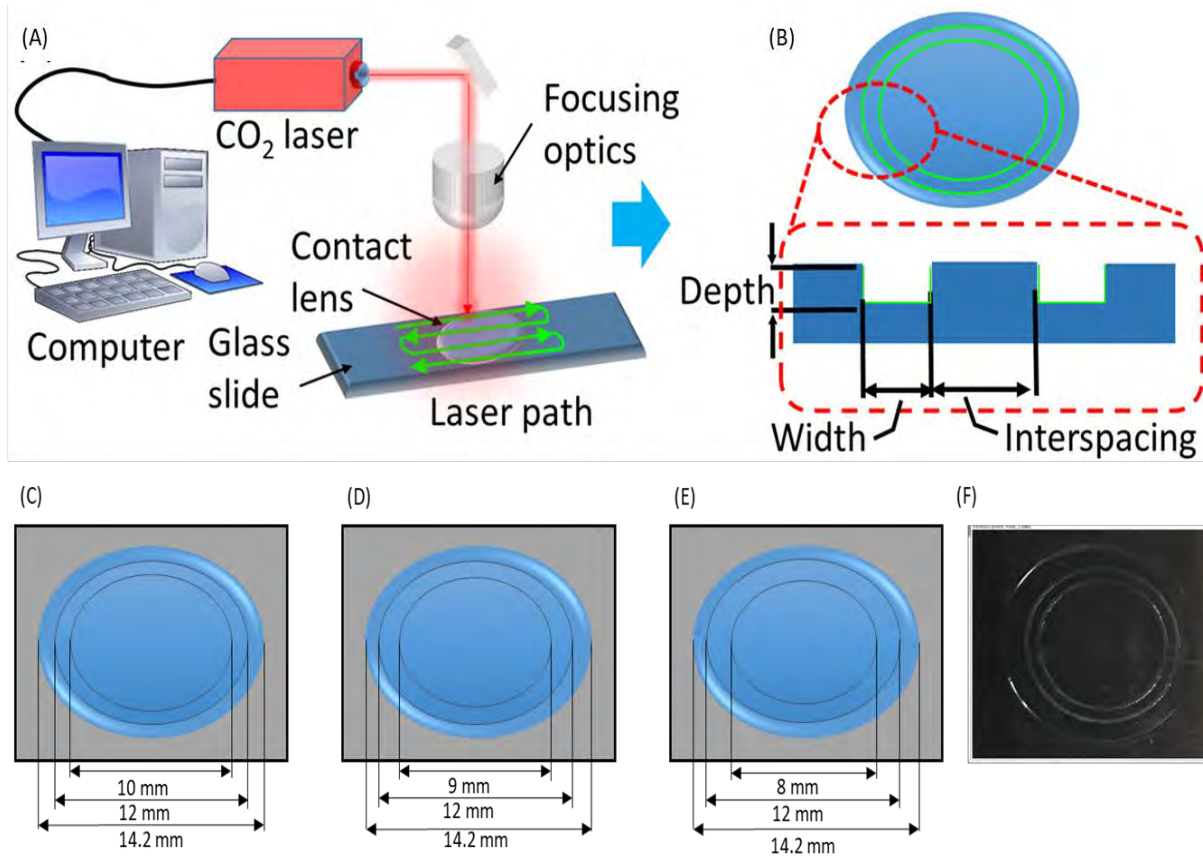 (A)
CO2 laser
Focusing
optics
Contact
lens
Computer
Glass
slide
Laser path
(B)
Depth
Width
Interspacing
(C)
10 mm
12 mm
14.2 mm
(D)
9 mm
12 mm
14.2 mm
(E)
8 mm
12 mm
14.2 mm
(F)